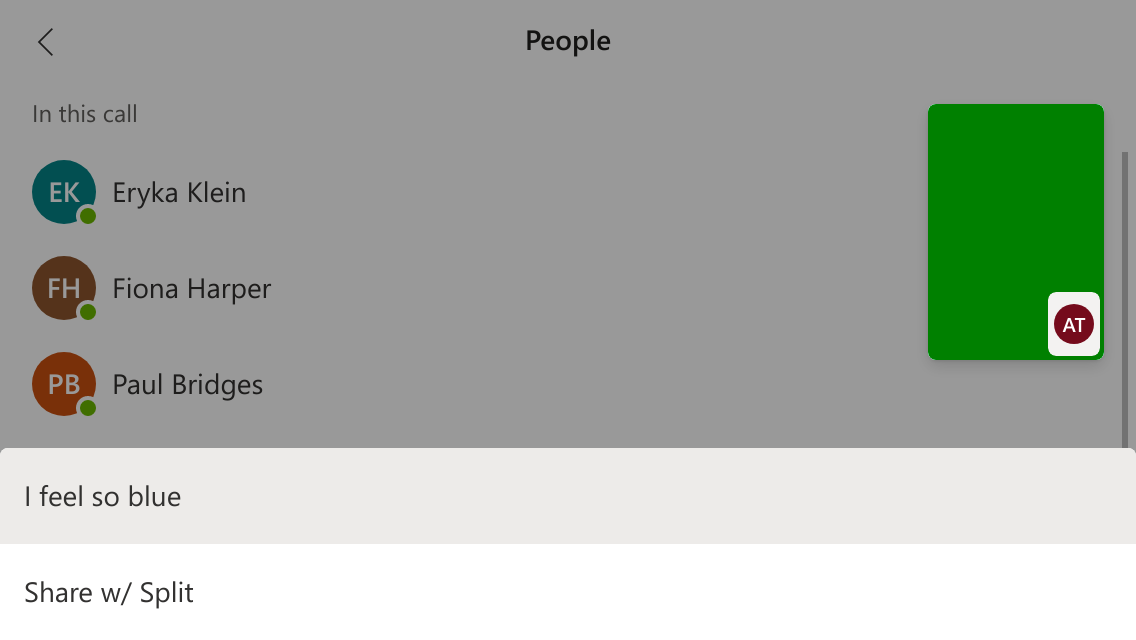 People
In this call
EK Eryka Klein
FH Fiona Harper
AT
PB Paul Bridges
I feel so blue
Share w/ Split